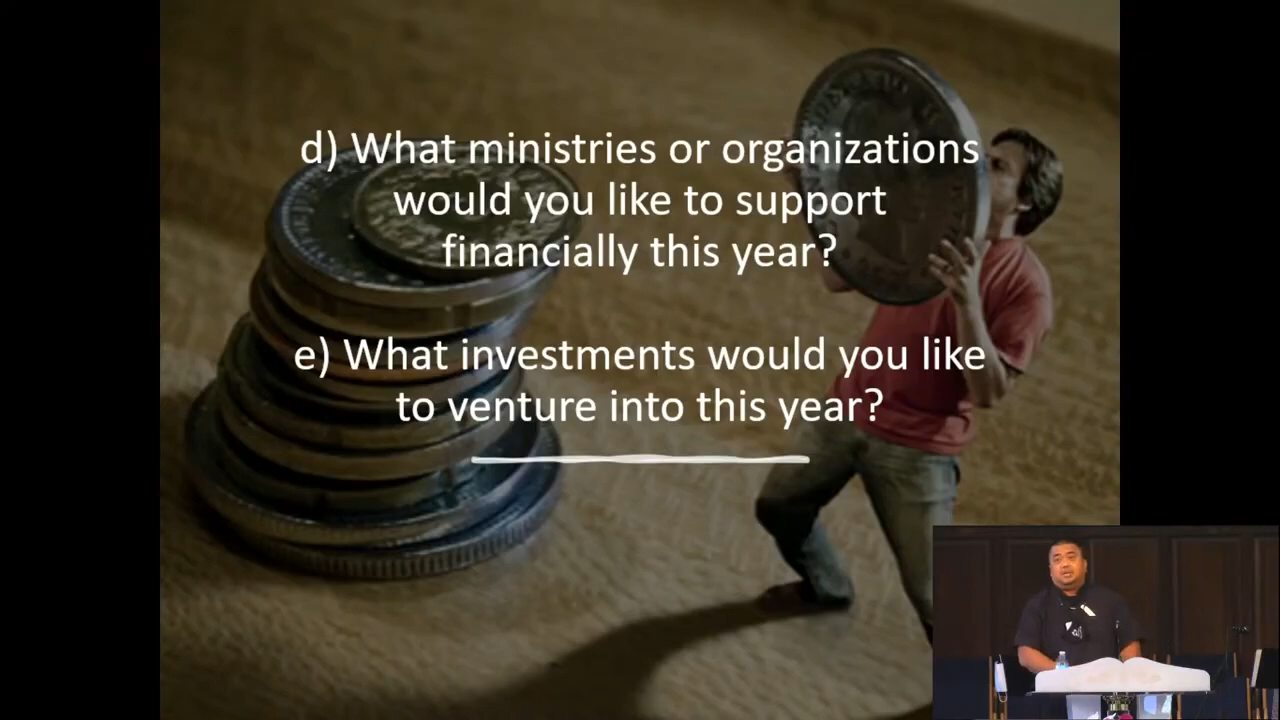 d) What ministries or organizations
would you like to support
financially this year?
e) What investments would you like
to venture into this year?